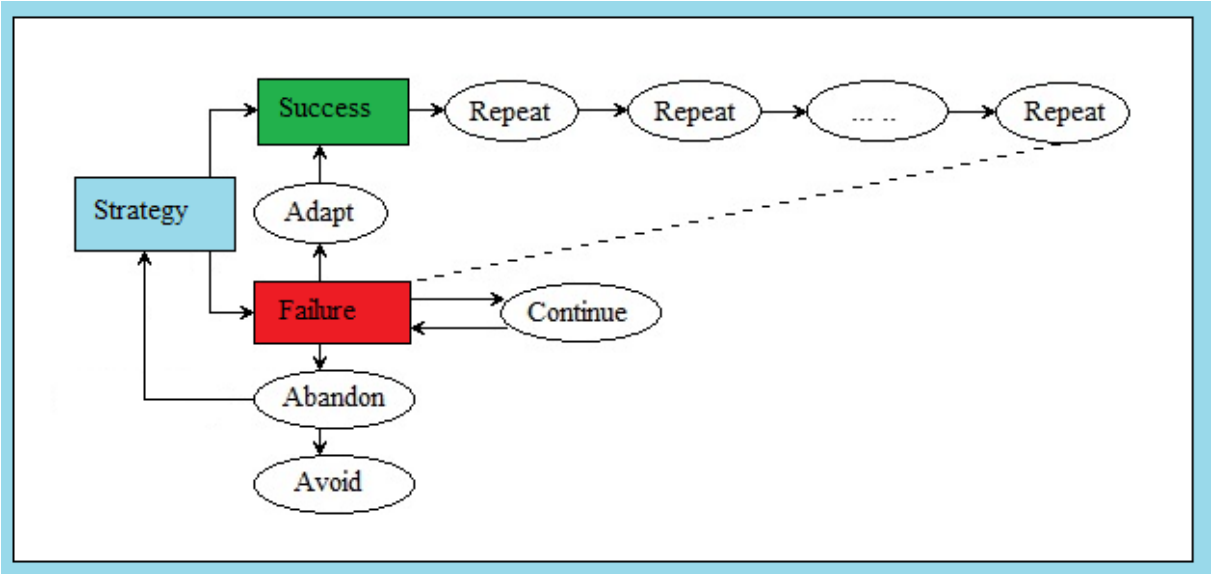 Success
Repeat
Repeat
... ..
Repeat
Strategy
Adapt
Failure
Continue
Abandon
Avoid